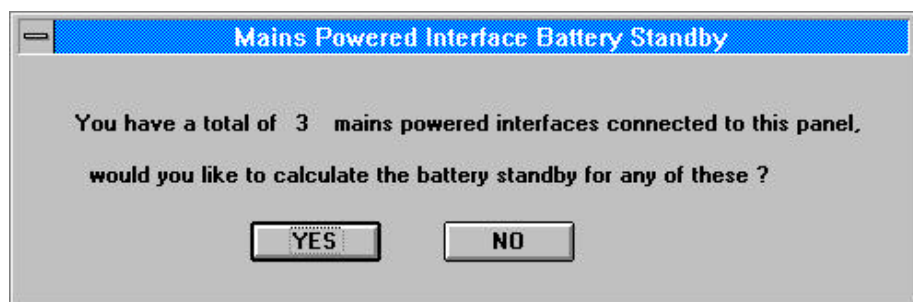 Mains Powered Interface Battery Standby
You have a total of 3 mains powered interfaces connected to this panel,
would you like to calculate the battery standby for any of these ?
YES NO